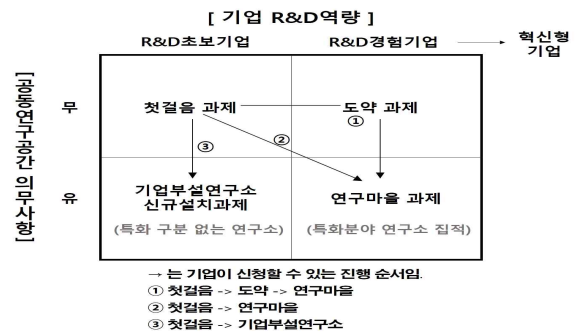 [ 기업 R&D역량 ]
R&D초보기업 R&D경험기업 혁신형 기업
[공동연구공간 의무사항]
무 첫걸음 과제 도약 과제
①
②
③
유 기업부설연구소 신규설치과제 연구마을 과제
(특화 구분 없는 연구소) (특화분야 연구소 집적)
→ 는 기업이 신청할 수 있는 진행 순서임.
① 첫걸음 -> 도약 -> 연구마을
② 첫걸음 -> 연구마을
③ 첫걸음 -> 기업부설연구소